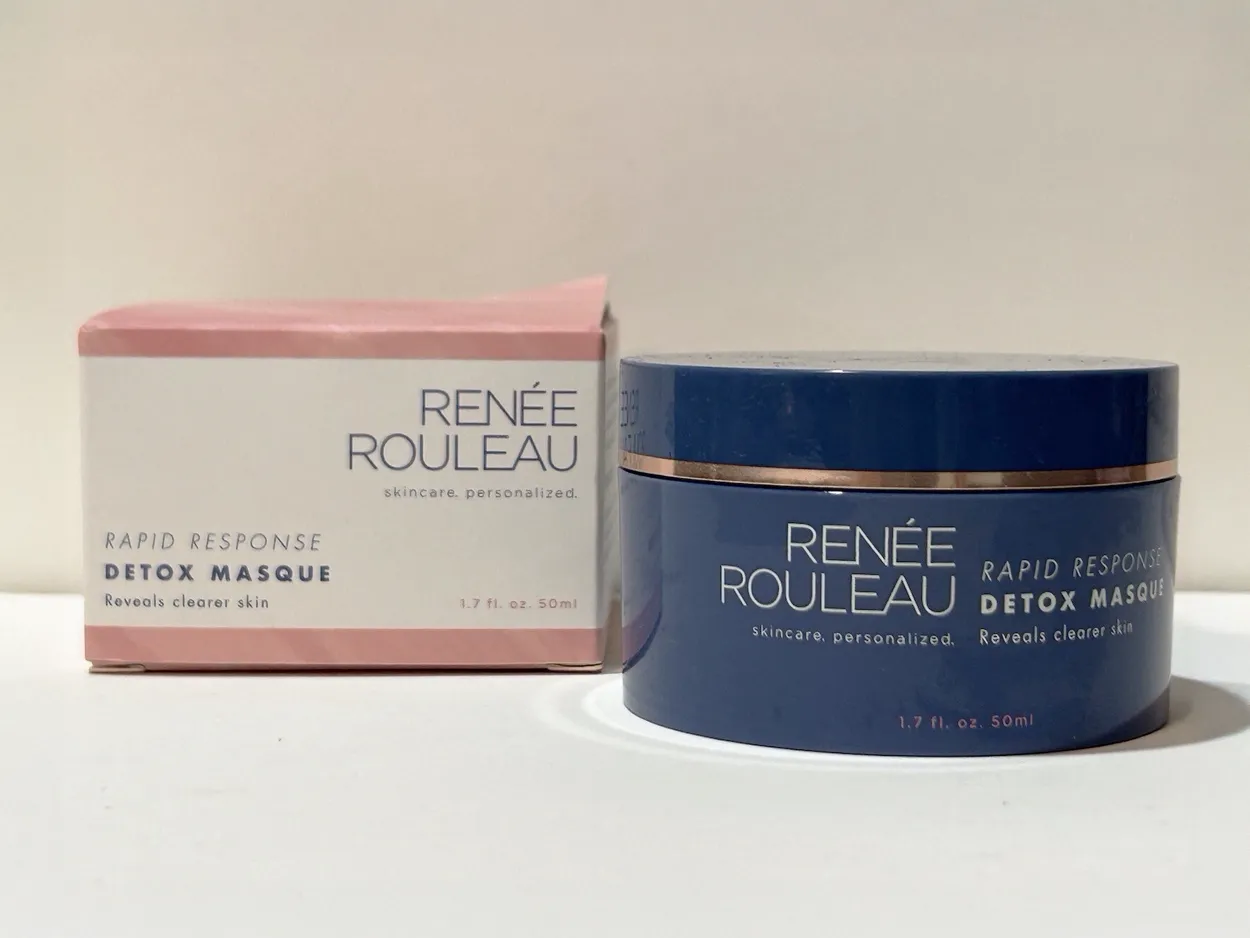 RENÉE
ROULEAU
skincare. personalized.
RAPID RESPONSE
DETOX MASQUE
Reveals clearer skin
1.7 fl. oz. 50ml
RENÉE
ROULEAU
skincare. personalized.
RAPID RESPONSE
DETOX MASQUE
Reveals clearer skin
1.7 fl. oz. 50ml